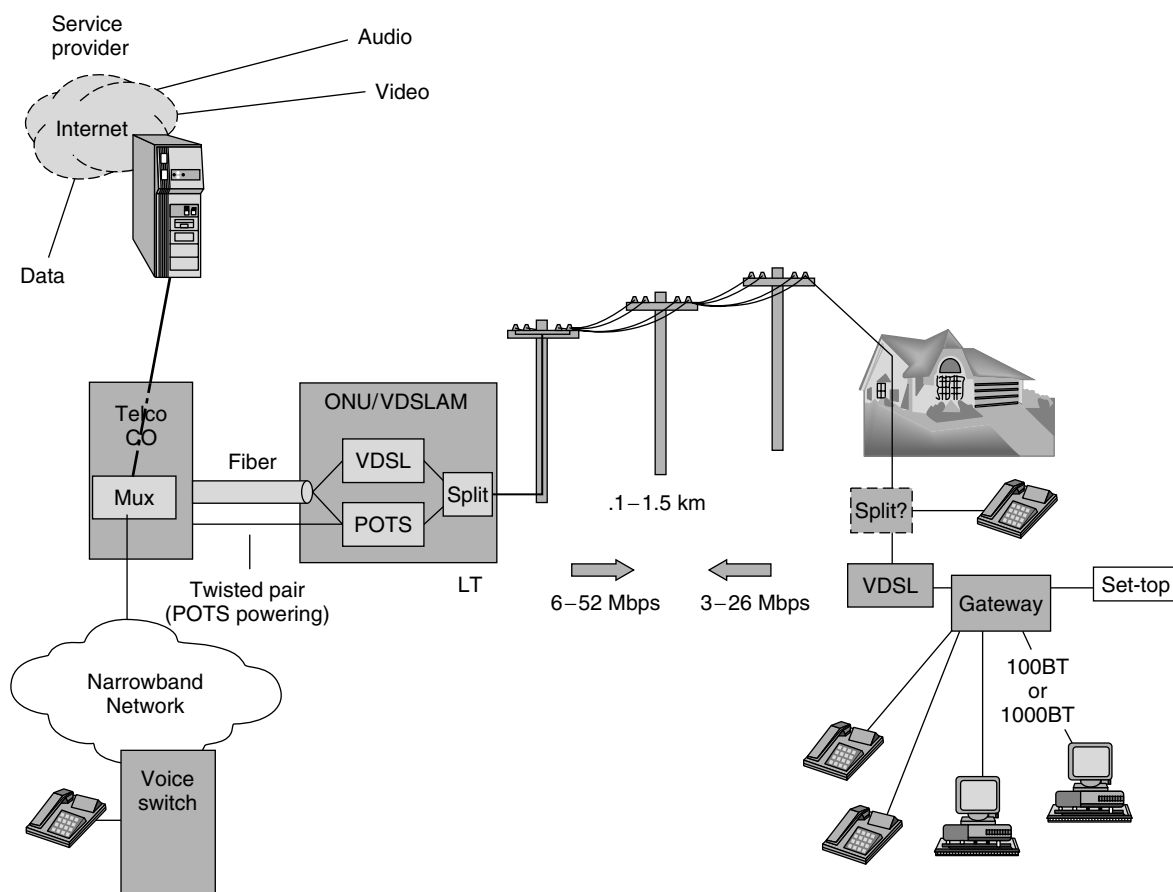 Service
provider
Audio
Video
Internet
Data
Telco
CO
Mux
Fiber
ONU/VDSLAM
VDSL
POTS
Split
LT
Twisted pair
(POTS powering)
.1–1.5 km
6–52 Mbps
3–26 Mbps
Split?
VDSL
Gateway
Set-top
100BT
or
1000BT
Narrowband
Network
Voice
switch